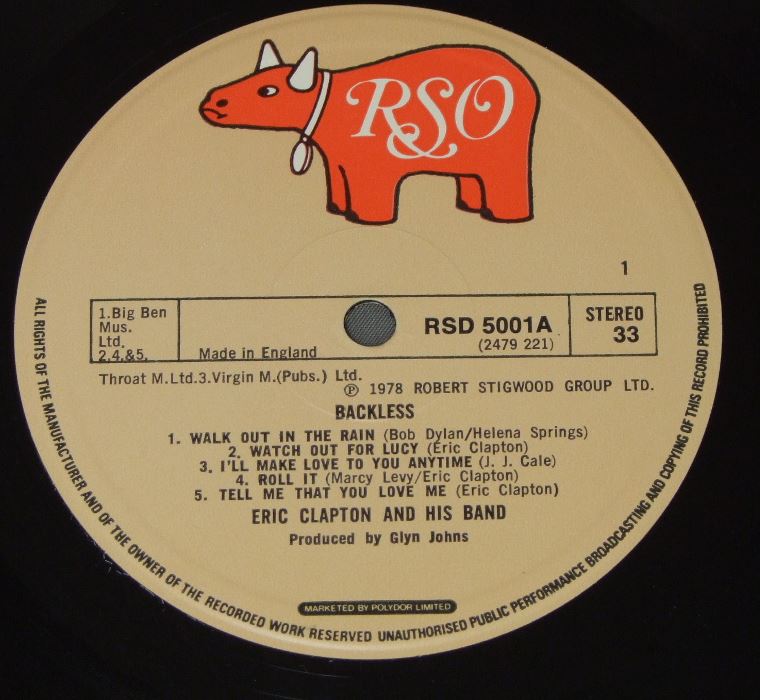 RSO
1
1.Big Ben
Mus.
Ltd.
2,4,&5,
Made in England
RSD 5001A
(2479 221)
STEREO
33
Throat M.Ltd.3.Virgin M.(Pubs.) Ltd.
℗ 1978 ROBERT STIGWOOD GROUP LTD.
BACKLESS
1. WALK OUT IN THE RAIN (Bob Dylan/Helena Springs)
2. WATCH OUT FOR LUCY (Eric Clapton)
3. I'LL MAKE LOVE TO YOU ANYTIME (J. J. Cale)
4. ROLL IT (Marcy Levy/Eric Clapton)
5. TELL ME THAT YOU LOVE ME (Eric Clapton)
ERIC CLAPTON AND HIS BAND
Produced by Glyn Johns
MARKETED BY POLYDOR LIMITED
ALL RIGHTS OF THE MANUFACTURER AND OF THE OWNER OF THE RECORDED WORK RESERVED UNAUTHORISED PUBLIC PERFORMANCE BROADCASTING AND COPYING OF THIS RECORD PROHIBITED